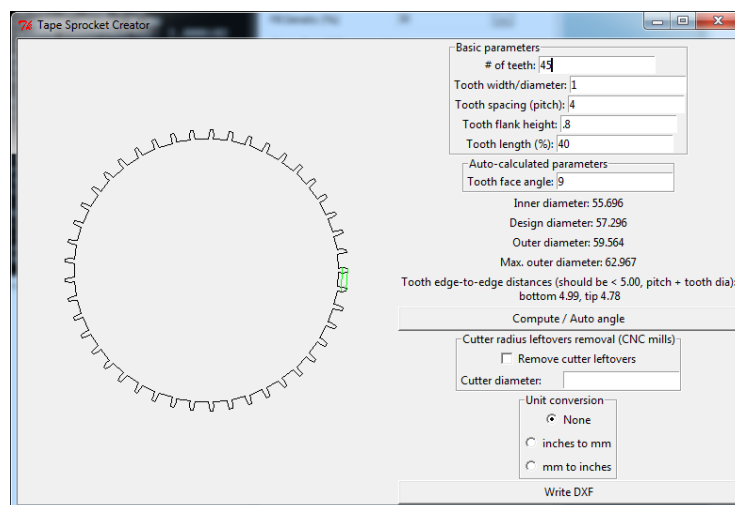 Tape Sprocket Creator
Basic parameters
# of teeth: 45
Tooth width/diameter: 1
Tooth spacing (pitch) 4
Tooth flank height: .8
Tooth length (%): 40
Auto-calculated parameters
Tooth face angle: 9
Inner diameter: 55.696
Design diameter: 57.296
Outer diameter: 59.564
Max. outer diameter: 62.967
Tooth edge-to-edge distances (should be < 5.00, pitch + tooth dia):
bottom 4.99, tip 4.78
Compute / Auto angle
Cutter radius leftovers removal (CNC mills)
Remove cutter leftovers
Cutter diameter:
Unit conversion
None
inches to mm
mm to inches
Write DXF